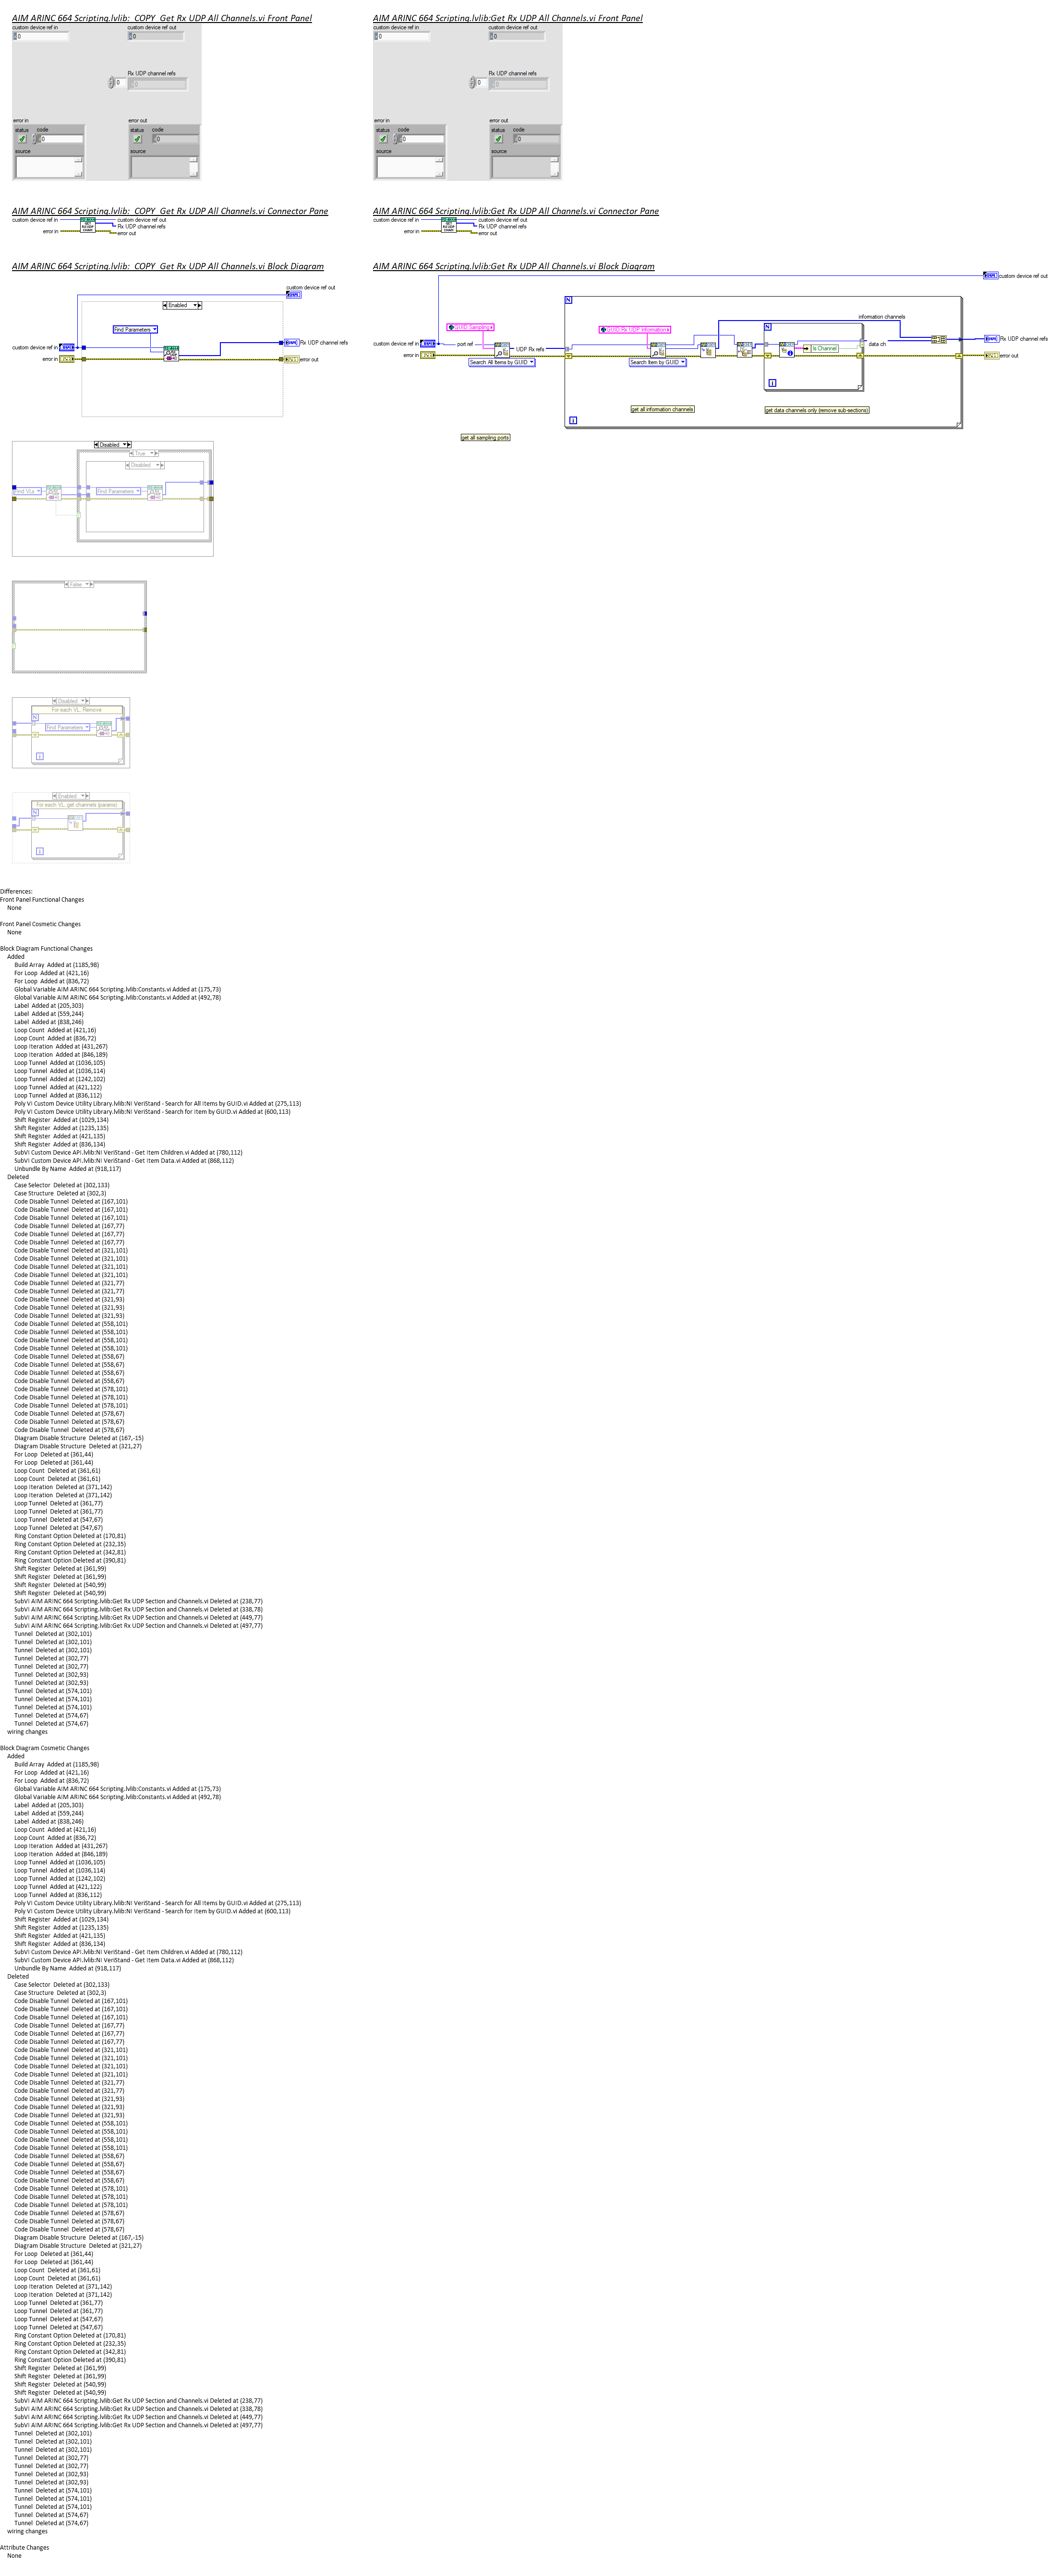 AIM ARINC 664 Scripting.lvlib:_COPY_Get Rx UDP All Channels.vi Front Panel
custom device ref in
0
custom device ref out
0
Rx UDP channel refs
0
0
error in
status
code
0
source
error out
status
code
0
source
AIM ARINC 664 Scripting.lvlib:Get Rx UDP All Channels.vi Front Panel
custom device ref in
0
custom device ref out
0
Rx UDP channel refs
0
0
error in
status
code
0
source
error out
status
code
0
source
AIM ARINC 664 Scripting.lvlib:_COPY_Get Rx UDP All Channels.vi Connector Pane
custom device ref in
custom device ref out
Rx UDP channel refs
error in
error out
AIM ARINC 664 Scripting.lvlib:Get Rx UDP All Channels.vi Connector Pane
custom device ref in
custom device ref out
Rx UDP channel refs
error in
error out
AIM ARINC 664 Scripting.lvlib:_COPY_Get Rx UDP All Channels.vi Block Diagram
custom device ref out
Enabled
Find Parameters
custom device ref in
Rx UDP channel refs
error in
error out
Disabled
True
Disabled
Find VLs
Find Parameters
False
Disabled
For each VL, Remove
N
Find Parameters
i
Enabled
For each VL, get channels (params)
N
i
AIM ARINC 664 Scripting.lvlib:Get Rx UDP All Channels.vi Block Diagram
custom device ref out
N
information channels
GUID Sampling
GUID Rx UDP Information
N
custom device ref in
port ref
UDP Rx refs
Is Channel
data ch
Rx UDP channel refs
error in
error out
Search All Items by GUID
Search Item by GUID
i
get all information channels
get data channels only (remove sub-sections)
i
get all sampling ports
Differences:
Front Panel Functional Changes
None
Front Panel Cosmetic Changes
None
Block Diagram Functional Changes
Added
Build Array  Added at (1185,98)
For Loop  Added at (421,16)
For Loop  Added at (836,72)
Global Variable AIM ARINC 664 Scripting.lvlib:Constants.vi Added at (175,73)
Global Variable AIM ARINC 664 Scripting.lvlib:Constants.vi Added at (492,78)
Label  Added at (205,303)
Label  Added at (559,244)
Label  Added at (838,246)
Loop Count  Added at (421,16)
Loop Count  Added at (836,72)
Loop Iteration  Added at (431,267)
Loop Iteration  Added at (846,189)
Loop Tunnel  Added at (1036,105)
Loop Tunnel  Added at (1036,114)
Loop Tunnel  Added at (1242,102)
Loop Tunnel  Added at (421,122)
Loop Tunnel  Added at (836,112)
Poly VI Custom Device Utility Library.lvlib:NI VeriStand - Search for All Items by GUID.vi Added at (275,113)
Poly VI Custom Device Utility Library.lvlib:NI VeriStand - Search for Item by GUID.vi Added at (600,113)
Shift Register  Added at (1029,134)
Shift Register  Added at (1235,135)
Shift Register  Added at (421,135)
Shift Register  Added at (836,134)
SubVI Custom Device API.lvlib:NI VeriStand - Get Item Children.vi Added at (780,112)
SubVI Custom Device API.lvlib:NI VeriStand - Get Item Data.vi Added at (868,112)
Unbundle By Name  Added at (918,117)
Deleted
Case Selector  Deleted at (302,133)
Case Structure  Deleted at (302,3)
Code Disable Tunnel  Deleted at (167,101)
Code Disable Tunnel  Deleted at (167,101)
Code Disable Tunnel  Deleted at (167,101)
Code Disable Tunnel  Deleted at (167,77)
Code Disable Tunnel  Deleted at (167,77)
Code Disable Tunnel  Deleted at (167,77)
Code Disable Tunnel  Deleted at (321,101)
Code Disable Tunnel  Deleted at (321,101)
Code Disable Tunnel  Deleted at (321,101)
Code Disable Tunnel  Deleted at (321,101)
Code Disable Tunnel  Deleted at (321,77)
Code Disable Tunnel  Deleted at (321,77)
Code Disable Tunnel  Deleted at (321,93)
Code Disable Tunnel  Deleted at (321,93)
Code Disable Tunnel  Deleted at (321,93)
Code Disable Tunnel  Deleted at (558,101)
Code Disable Tunnel  Deleted at (558,101)
Code Disable Tunnel  Deleted at (558,101)
Code Disable Tunnel  Deleted at (558,101)
Code Disable Tunnel  Deleted at (558,67)
Code Disable Tunnel  Deleted at (558,67)
Code Disable Tunnel  Deleted at (558,67)
Code Disable Tunnel  Deleted at (558,67)
Code Disable Tunnel  Deleted at (578,101)
Code Disable Tunnel  Deleted at (578,101)
Code Disable Tunnel  Deleted at (578,101)
Code Disable Tunnel  Deleted at (578,67)
Code Disable Tunnel  Deleted at (578,67)
Code Disable Tunnel  Deleted at (578,67)
Diagram Disable Structure  Deleted at (167,-15)
Diagram Disable Structure  Deleted at (321,27)
For Loop  Deleted at (361,44)
For Loop  Deleted at (361,44)
Loop Count  Deleted at (361,61)
Loop Count  Deleted at (361,61)
Loop Iteration  Deleted at (371,142)
Loop Iteration  Deleted at (371,142)
Loop Tunnel  Deleted at (361,77)
Loop Tunnel  Deleted at (361,77)
Loop Tunnel  Deleted at (547,67)
Loop Tunnel  Deleted at (547,67)
Ring Constant Option Deleted at (170,81)
Ring Constant Option Deleted at (232,35)
Ring Constant Option Deleted at (342,81)
Ring Constant Option Deleted at (390,81)
Shift Register  Deleted at (361,99)
Shift Register  Deleted at (361,99)
Shift Register  Deleted at (540,99)
Shift Register  Deleted at (540,99)
SubVI AIM ARINC 664 Scripting.lvlib:Get Rx UDP Section and Channels.vi Deleted at (238,77)
SubVI AIM ARINC 664 Scripting.lvlib:Get Rx UDP Section and Channels.vi Deleted at (338,78)
SubVI AIM ARINC 664 Scripting.lvlib:Get Rx UDP Section and Channels.vi Deleted at (449,77)
SubVI AIM ARINC 664 Scripting.lvlib:Get Rx UDP Section and Channels.vi Deleted at (497,77)
Tunnel  Deleted at (302,101)
Tunnel  Deleted at (302,101)
Tunnel  Deleted at (302,101)
Tunnel  Deleted at (302,77)
Tunnel  Deleted at (302,77)
Tunnel  Deleted at (302,93)
Tunnel  Deleted at (302,93)
Tunnel  Deleted at (574,101)
Tunnel  Deleted at (574,101)
Tunnel  Deleted at (574,101)
Tunnel  Deleted at (574,67)
Tunnel  Deleted at (574,67)
wiring changes
Block Diagram Cosmetic Changes
Added
Build Array  Added at (1185,98)
For Loop  Added at (421,16)
For Loop  Added at (836,72)
Global Variable AIM ARINC 664 Scripting.lvlib:Constants.vi Added at (175,73)
Global Variable AIM ARINC 664 Scripting.lvlib:Constants.vi Added at (492,78)
Label  Added at (205,303)
Label  Added at (559,244)
Label  Added at (838,246)
Loop Count  Added at (421,16)
Loop Count  Added at (836,72)
Loop Iteration  Added at (431,267)
Loop Iteration  Added at (846,189)
Loop Tunnel  Added at (1036,105)
Loop Tunnel  Added at (1036,114)
Loop Tunnel  Added at (1242,102)
Loop Tunnel  Added at (421,122)
Loop Tunnel  Added at (836,112)
Poly VI Custom Device Utility Library.lvlib:NI VeriStand - Search for All Items by GUID.vi Added at (275,113)
Poly VI Custom Device Utility Library.lvlib:NI VeriStand - Search for Item by GUID.vi Added at (600,113)
Shift Register  Added at (1029,134)
Shift Register  Added at (1235,135)
Shift Register  Added at (421,135)
Shift Register  Added at (836,134)
SubVI Custom Device API.lvlib:NI VeriStand - Get Item Children.vi Added at (780,112)
SubVI Custom Device API.lvlib:NI VeriStand - Get Item Data.vi Added at (868,112)
Unbundle By Name  Added at (918,117)
Deleted
Case Selector  Deleted at (302,133)
Case Structure  Deleted at (302,3)
Code Disable Tunnel  Deleted at (167,101)
Code Disable Tunnel  Deleted at (167,101)
Code Disable Tunnel  Deleted at (167,101)
Code Disable Tunnel  Deleted at (167,77)
Code Disable Tunnel  Deleted at (167,77)
Code Disable Tunnel  Deleted at (167,77)
Code Disable Tunnel  Deleted at (321,101)
Code Disable Tunnel  Deleted at (321,101)
Code Disable Tunnel  Deleted at (321,101)
Code Disable Tunnel  Deleted at (321,101)
Code Disable Tunnel  Deleted at (321,77)
Code Disable Tunnel  Deleted at (321,77)
Code Disable Tunnel  Deleted at (321,93)
Code Disable Tunnel  Deleted at (321,93)
Code Disable Tunnel  Deleted at (321,93)
Code Disable Tunnel  Deleted at (558,101)
Code Disable Tunnel  Deleted at (558,101)
Code Disable Tunnel  Deleted at (558,101)
Code Disable Tunnel  Deleted at (558,101)
Code Disable Tunnel  Deleted at (558,67)
Code Disable Tunnel  Deleted at (558,67)
Code Disable Tunnel  Deleted at (558,67)
Code Disable Tunnel  Deleted at (558,67)
Code Disable Tunnel  Deleted at (578,101)
Code Disable Tunnel  Deleted at (578,101)
Code Disable Tunnel  Deleted at (578,101)
Code Disable Tunnel  Deleted at (578,67)
Code Disable Tunnel  Deleted at (578,67)
Code Disable Tunnel  Deleted at (578,67)
Diagram Disable Structure  Deleted at (167,-15)
Diagram Disable Structure  Deleted at (321,27)
For Loop  Deleted at (361,44)
For Loop  Deleted at (361,44)
Loop Count  Deleted at (361,61)
Loop Count  Deleted at (361,61)
Loop Iteration  Deleted at (371,142)
Loop Iteration  Deleted at (371,142)
Loop Tunnel  Deleted at (361,77)
Loop Tunnel  Deleted at (361,77)
Loop Tunnel  Deleted at (547,67)
Loop Tunnel  Deleted at (547,67)
Ring Constant Option Deleted at (170,81)
Ring Constant Option Deleted at (232,35)
Ring Constant Option Deleted at (342,81)
Ring Constant Option Deleted at (390,81)
Shift Register  Deleted at (361,99)
Shift Register  Deleted at (361,99)
Shift Register  Deleted at (540,99)
Shift Register  Deleted at (540,99)
SubVI AIM ARINC 664 Scripting.lvlib:Get Rx UDP Section and Channels.vi Deleted at (238,77)
SubVI AIM ARINC 664 Scripting.lvlib:Get Rx UDP Section and Channels.vi Deleted at (338,78)
SubVI AIM ARINC 664 Scripting.lvlib:Get Rx UDP Section and Channels.vi Deleted at (449,77)
SubVI AIM ARINC 664 Scripting.lvlib:Get Rx UDP Section and Channels.vi Deleted at (497,77)
Tunnel  Deleted at (302,101)
Tunnel  Deleted at (302,101)
Tunnel  Deleted at (302,101)
Tunnel  Deleted at (302,77)
Tunnel  Deleted at (302,77)
Tunnel  Deleted at (302,93)
Tunnel  Deleted at (302,93)
Tunnel  Deleted at (574,101)
Tunnel  Deleted at (574,101)
Tunnel  Deleted at (574,101)
Tunnel  Deleted at (574,67)
Tunnel  Deleted at (574,67)
wiring changes
Attribute Changes
None